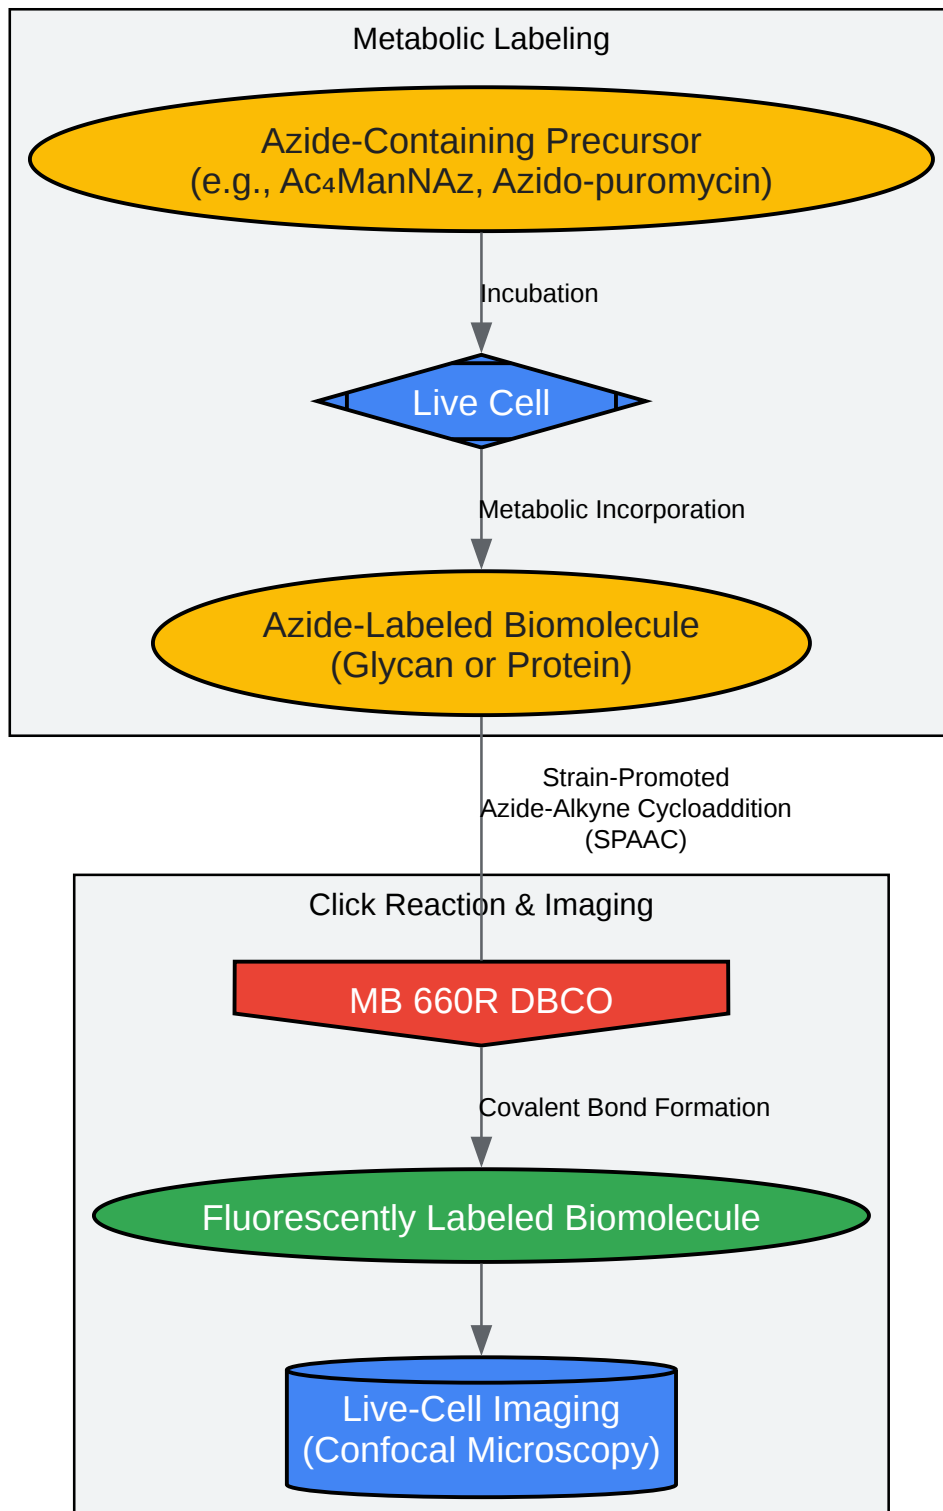 Metabolic Labeling
Azide-Containing Precursor
(e.g., Ac₄ManNAz, Azido-puromycin)
Incubation
Live Cell
Metabolic Incorporation
Azide-Labeled Biomolecule
(Glycan or Protein)
Strain-Promoted
Azide-Alkyne Cycloaddition
(SPAAC)
Click Reaction & Imaging
MB 660R DBCO
Covalent Bond Formation
Fluorescently Labeled Biomolecule
Live-Cell Imaging
(Confocal Microscopy)